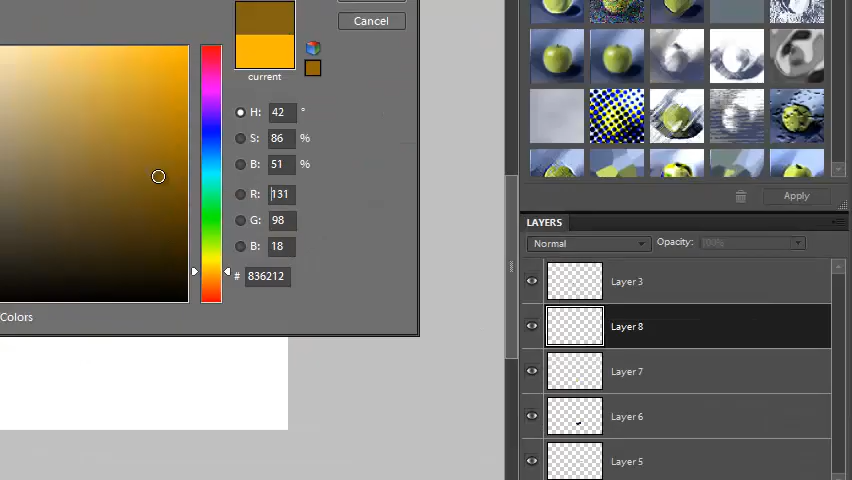 Cancel
current
H: 42 °
S: 86 %
B: 51 %
R: 131
G: 98
B: 18
# 836212
Colors
Apply
LAYERS
Normal Opacity: 100%
Layer 3
Layer 8
Layer 7
Layer 6
Layer 5